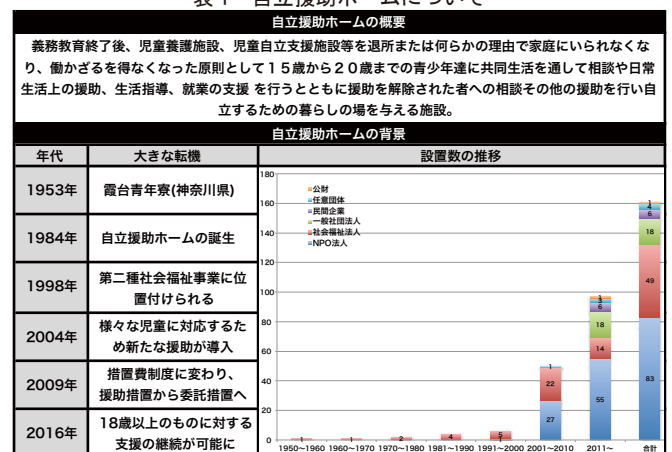 表1 自立援助ホームについて
自立援助ホームの概要
義務教育終了後、児童養護施設、児童自立支援施設等を退所または何らかの理由で家庭にいられなくな
り、働かざるを得なくなった原則として１５歳から２０歳までの青少年達に共同生活を通して相談や日常
生活上の援助、生活指導、就業の支援 を行うとともに援助を解除された者への相談その他の援助を行い自
立するための暮らしの場を与える施設。
自立援助ホームの背景
年代 大きな転機 設置数の推移
1953年 霞台青年寮(神奈川県)
1984年 自立援助ホームの誕生
1998年 第二種社会福祉事業に位
置付けられる
2004年 様々な児童に対応するた
め新たな援助が導入
2009年 措置費制度に変わり、
援助措置から委託措置へ
2016年 18歳以上のものに対する
支援の継続が可能に
180
160
140
120
100
80
60
40
20
0
公財
任意団体
民間企業
一般社団法人
社会福祉法人
NPO法人
1
1
2
4
5
1
1
22
27
1
3
6
18
14
55
1
4
6
18
49
83
1950〜1960 1960〜1970 1970〜1980 1981〜1990 1991〜2000 2001〜2010 2011〜 合計